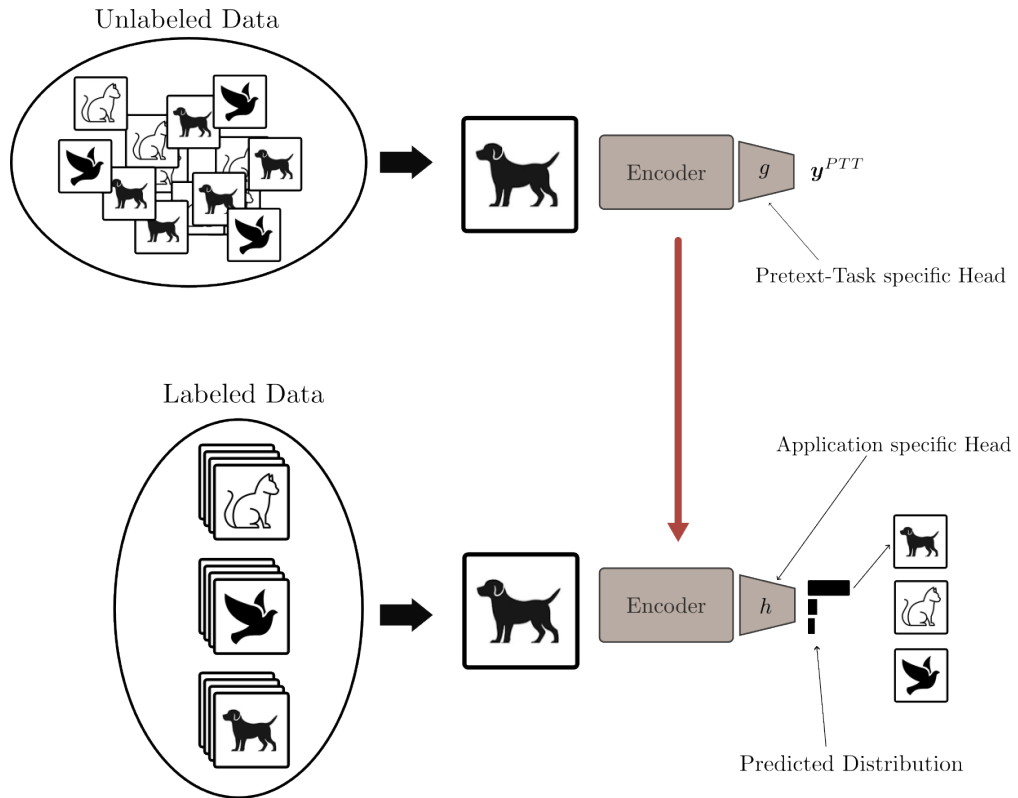 Unlabeled Data
Encoder
g
y^{PTT}
Pretext-Task specific Head
Labeled Data
Application specific Head
Encoder
h
Predicted Distribution